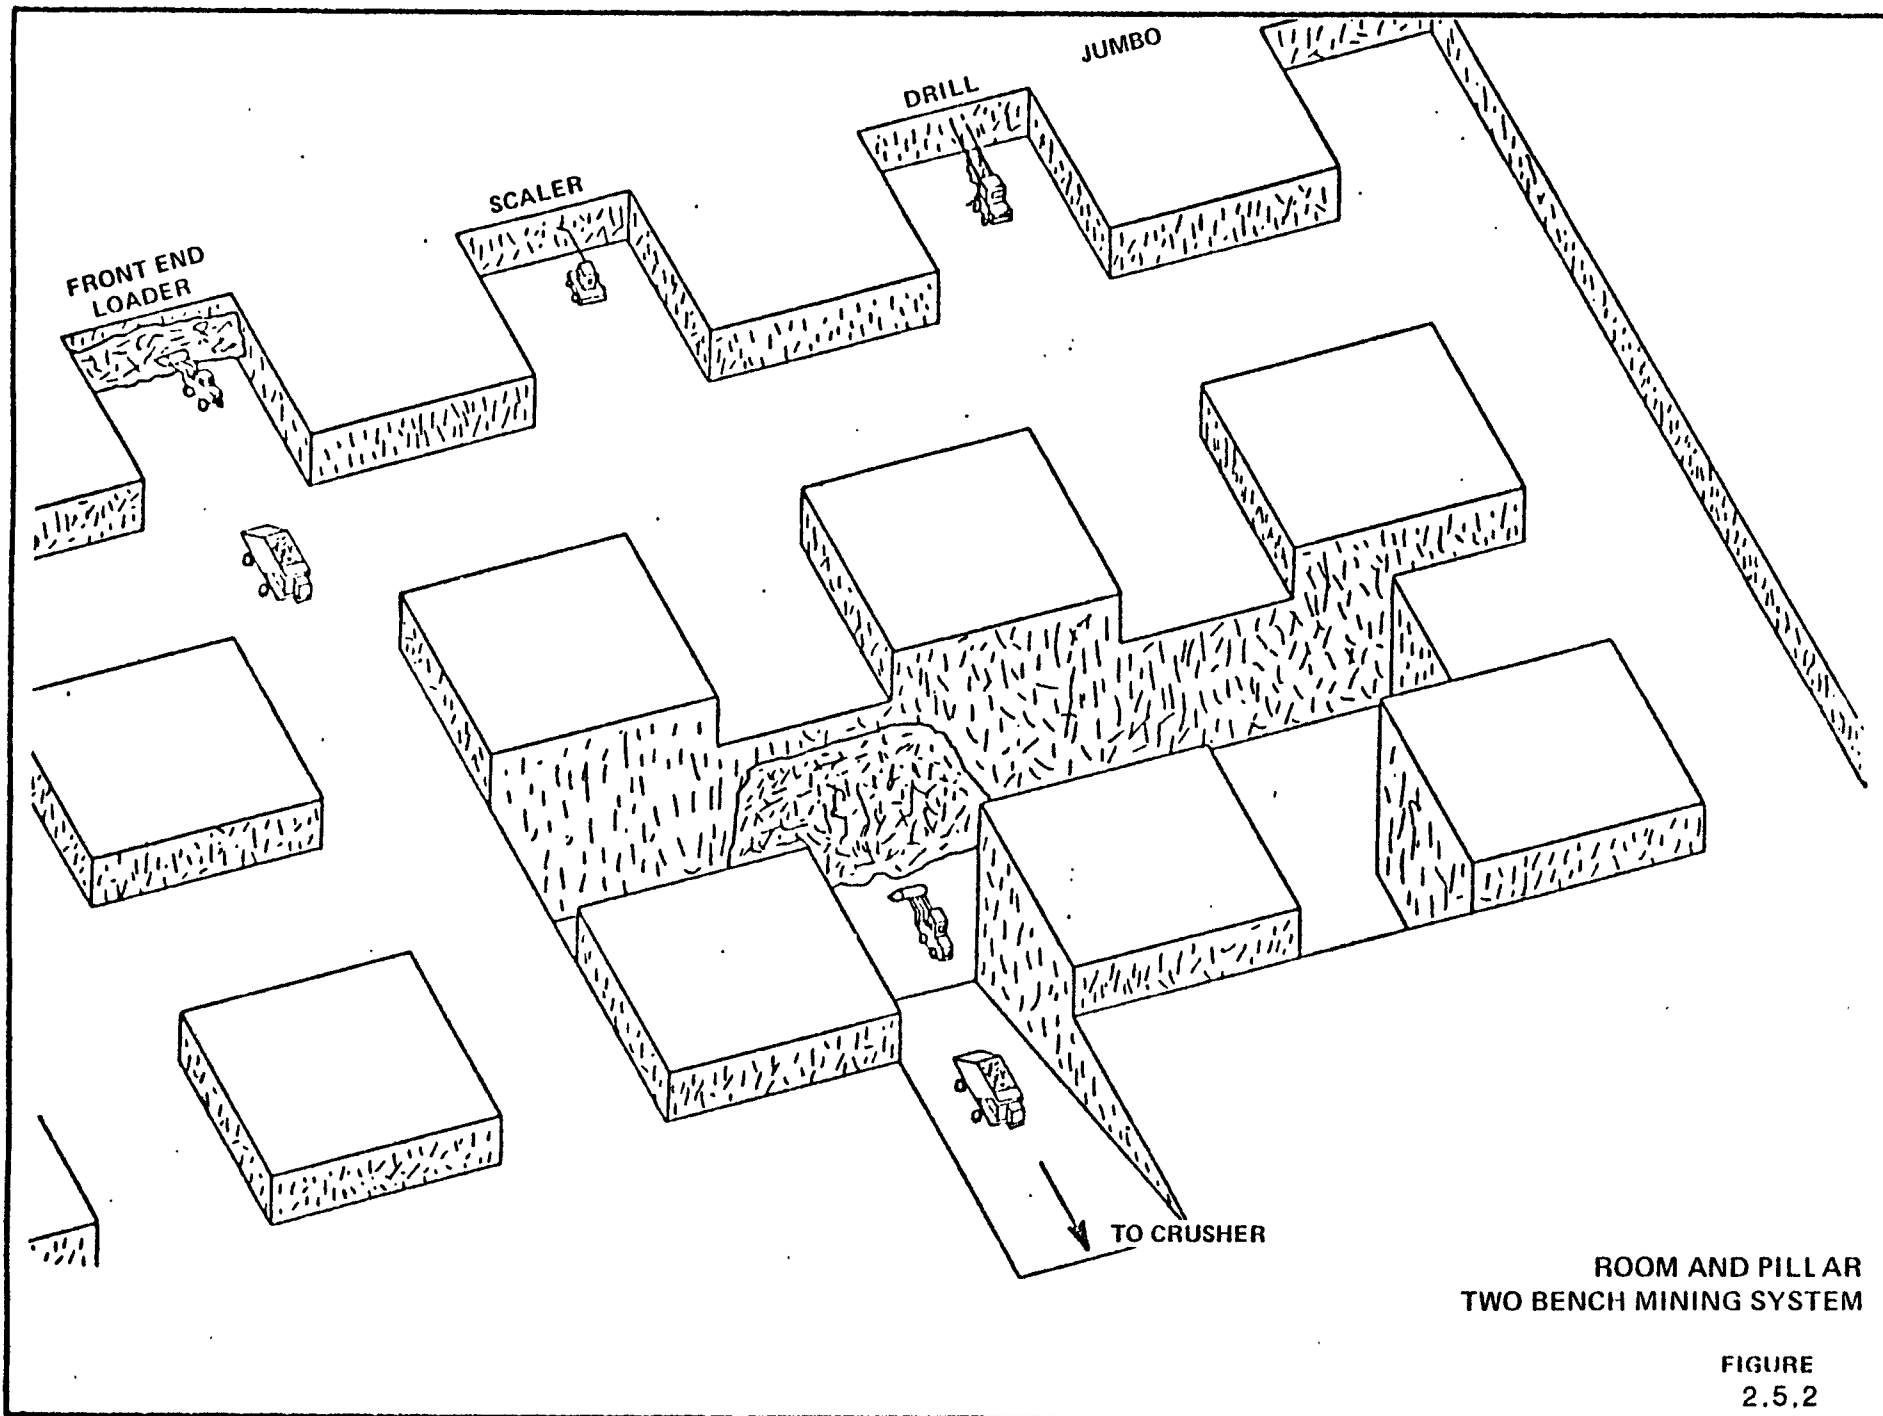 JUMBO
DRILL
SCALER
FRONT END
LOADER
TO CRUSHER
ROOM AND PILLAR
TWO BENCH MINING SYSTEM
FIGURE
2.5.2